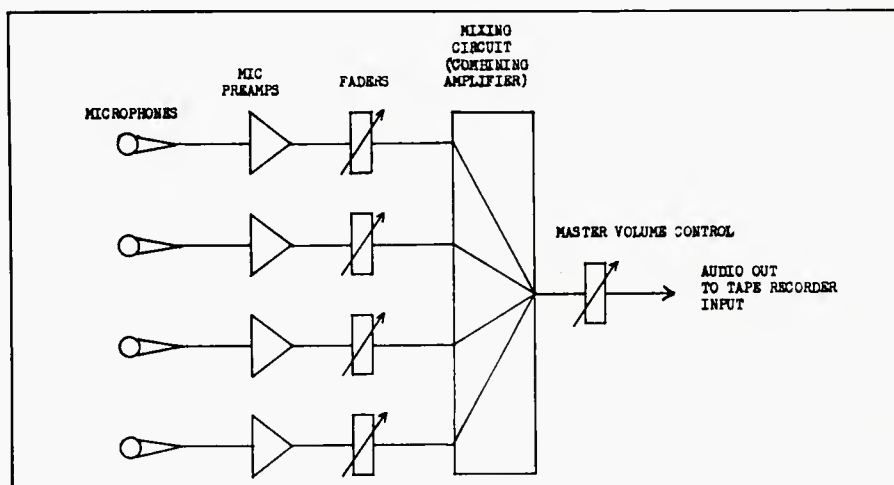 MIXING
CIRCUIT
(COMBINING
AMPLIFIER)
MIC
PREAMPS
FADERS
MICROPHONES
MASTER VOLUME CONTROL
AUDIO OUT
TO TAPE RECORDER
INPUT